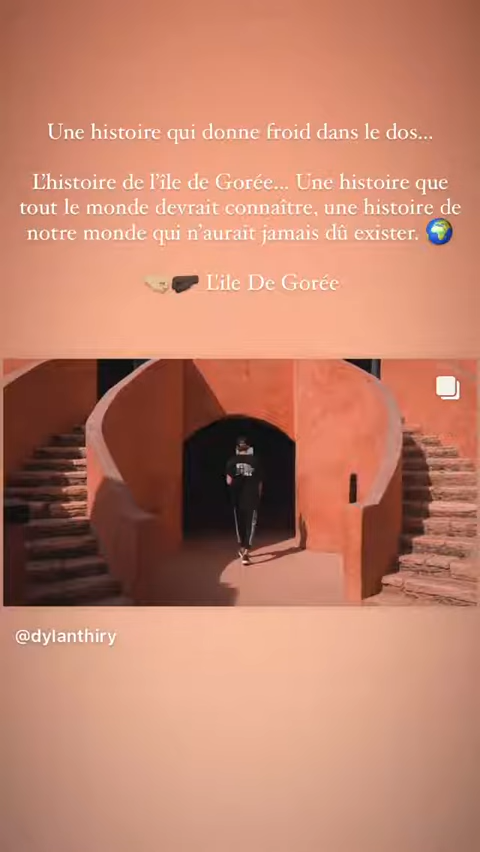 Une histoire qui donne froid dans le dos...
L'histoire de l'île de Gorée... Une histoire que
tout le monde devrait connaître, une histoire de
notre monde qui n'aurait jamais dû exister. 🌍
🤜🏼🤛🏿 L'ile De Gorée
@dylanthiry